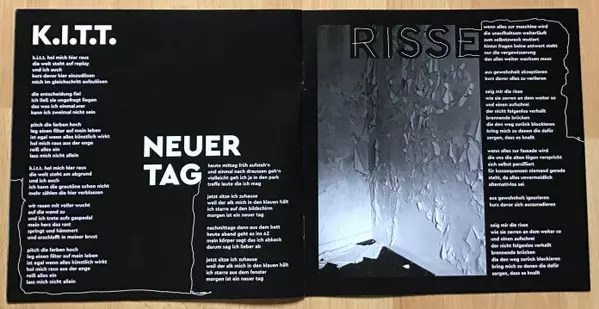 K.I.T.T.
k.i.t.t. hol mich hier raus
die welt steht auf replay
und ich auch
kurz davor hier einzudösen
mich im gleichschritt aufzulösen
die entscheidung fiel
ich ließ sie ungefragt liegen
das was ich einmal war
kann ich zweimal nicht sein
pitch die farben hoch
leg einen filter auf mein leben
ist egal wenn alles künstlich wirkt
hol mich raus aus der enge
reiß alles ein
lass mich nicht allein
k.i.t.t. hol mich hier raus
die welt steht am abgrund
und ich auch
ich kann die grautöne schon nicht
mehr zählen die hier verblassen
wir rasen mit voller wucht
auf die wand zu
und ich trete aufs gaspedal
mein herz das rast
springt und hämmert
und erschlafft in meiner brust
pitch die farben hoch
leg einen filter auf mein leben
ist egal wenn alles künstlich wirkt
hol mich raus aus der enge
reiß alles ein
lass mich nicht allein
NEUER
TAG
heute mittag früh aufsteh'n
und einmal nach draussen geh'n
vielleicht geh ich ja in den park
treffe leute die ich mag
jetzt sitze ich zuhause
weil der alk mich in den klauen hält
ich starre auf den bildschirm
morgen ist ein neuer tag
nachmittags dann aus dem bett
heute abend geht es ins AZ
mein körper sagt das ich abkack
darum sag ich lieber ab
jetzt sitze ich zuhause
weil der alk mich in den klauen hält
ich starre aus dem fenster
morgen ist ein neuer tag
RISSE
wenn alles zur maschine wird
die unaufhaltsam weiterläuft
zum selbstzweck mutiert
hinter fragen keine antwort steht
zur not die vergewisserung
das alles weiter wachsen muss
aus gewohnheit akzeptieren
kurz davor alles zu verlieren
zeig mir die risse
wie sie zerren an dem weiter so
und einen aufschrei
der nicht folgenlos verhallt
brennende brücken
die den weg zurück blockieren
bring mich zu denen die dafür
sorgen, dass es knallt
wenn alles zur fassade wird
die uns die alten lügen verspricht
sich selbst persifliert
für konsequenzen niemand gerade
steht, da alles unvermeidlich
alternativlos sei
aus gewohnheit ignorieren
kurz davor sich auszuradieren
zeig mir die risse
wie sie zerren an dem weiter so
und einen aufschrei
der nicht folgenlos verhallt
brennende brücken
die den weg zurück blockieren
bring mich zu denen die dafür
sorgen, dass es knallt